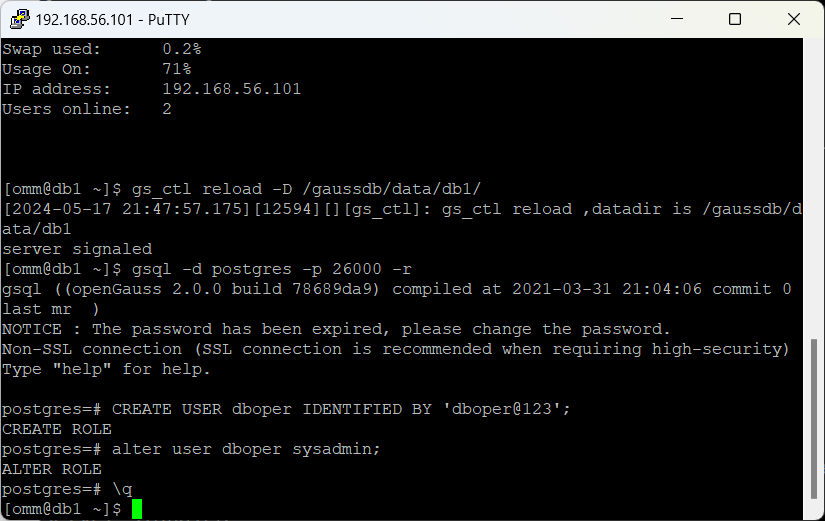 192.168.56.101 - PuTTY
Swap used:      0.2%
Usage On:       71%
IP address:     192.168.56.101
Users online:   2
[omm@db1 ~]$ gs_ctl reload -D /gaussdb/data/db1/
[2024-05-17 21:47:57.175][12594][][gs_ctl]: gs_ctl reload ,datadir is /gaussdb/d
ata/db1
server signaled
[omm@db1 ~]$ gsql -d postgres -p 26000 -r
gsql ((openGauss 2.0.0 build 78689da9) compiled at 2021-03-31 21:04:06 commit 0
last mr  )
NOTICE : The password has been expired, please change the password.
Non-SSL connection (SSL connection is recommended when requiring high-security)
Type "help" for help.
postgres=# CREATE USER dboper IDENTIFIED BY 'dboper@123';
CREATE ROLE
postgres=# alter user dboper sysadmin;
ALTER ROLE
postgres=# \q
[omm@db1 ~]$